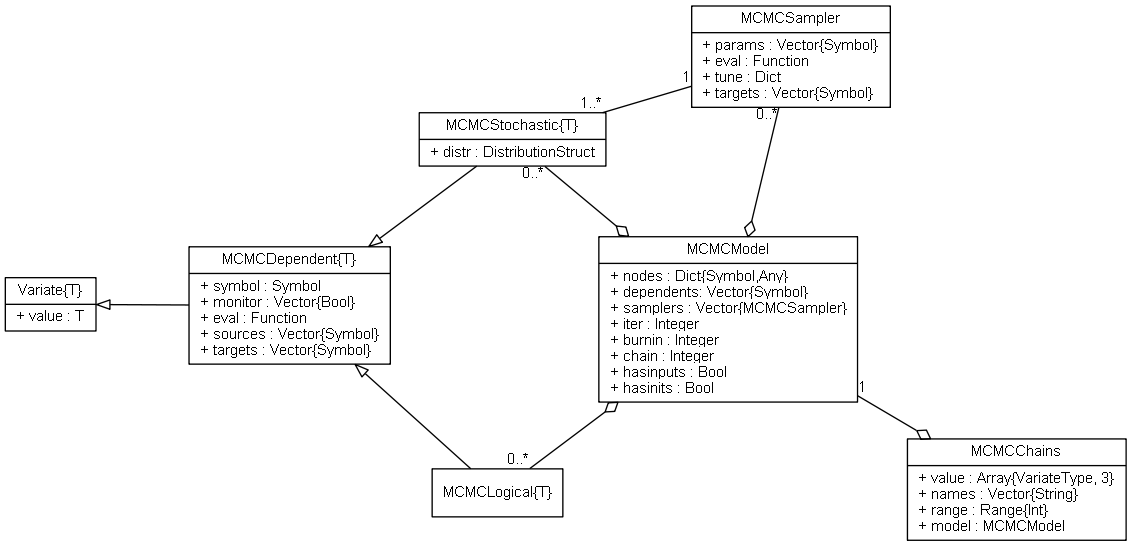 MCMCSampler
+ params : Vector{Symbol}
+ eval : Function
+ tune : Dict
+ targets : Vector{Symbol}
1
1..*
0..*
MCMCStochastic{T}
+ distr : DistributionStruct
0..*
MCMCModel
+ nodes : Dict{Symbol,Any}
+ dependents: Vector{Symbol}
+ samplers : Vector{MCMCSampler}
+ iter : Integer
+ burnin : Integer
+ chain : Integer
+ hasinputs : Bool
+ hasinits : Bool
MCMCDependent{T}
+ symbol : Symbol
+ monitor : Vector{Bool}
+ eval : Function
+ sources : Vector{Symbol}
+ targets : Vector{Symbol}
Variate{T}
+ value : T
1
0..*
MCMCLogical{T}
MCMCChains
+ value : Array{VariateType, 3}
+ names : Vector{String}
+ range : Range{Int}
+ model : MCMCModel